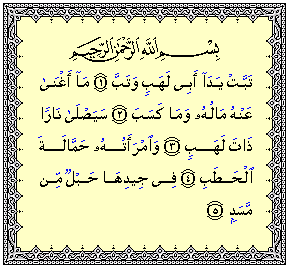 بِسْمِ ٱللَّهِ ٱلرَّحْمَٰنِ ٱلرَّحِيمِ
تَبَّتْ يَدَآ أَبِى لَهَبٍ وَتَبَّ ١ مَآ أَغْنَىٰ
عَنْهُ مَالُهُۥ وَمَا كَسَبَ ٢ سَيَصْلَىٰ نَارًا
ذَاتَ لَهَبٍ ٣ وَٱمْرَأَتُهُۥ حَمَّالَةَ
ٱلْحَطَبِ ٤ فِى جِيدِهَا حَبْلٌ مِّن
مَّسَدٍۭ ٥